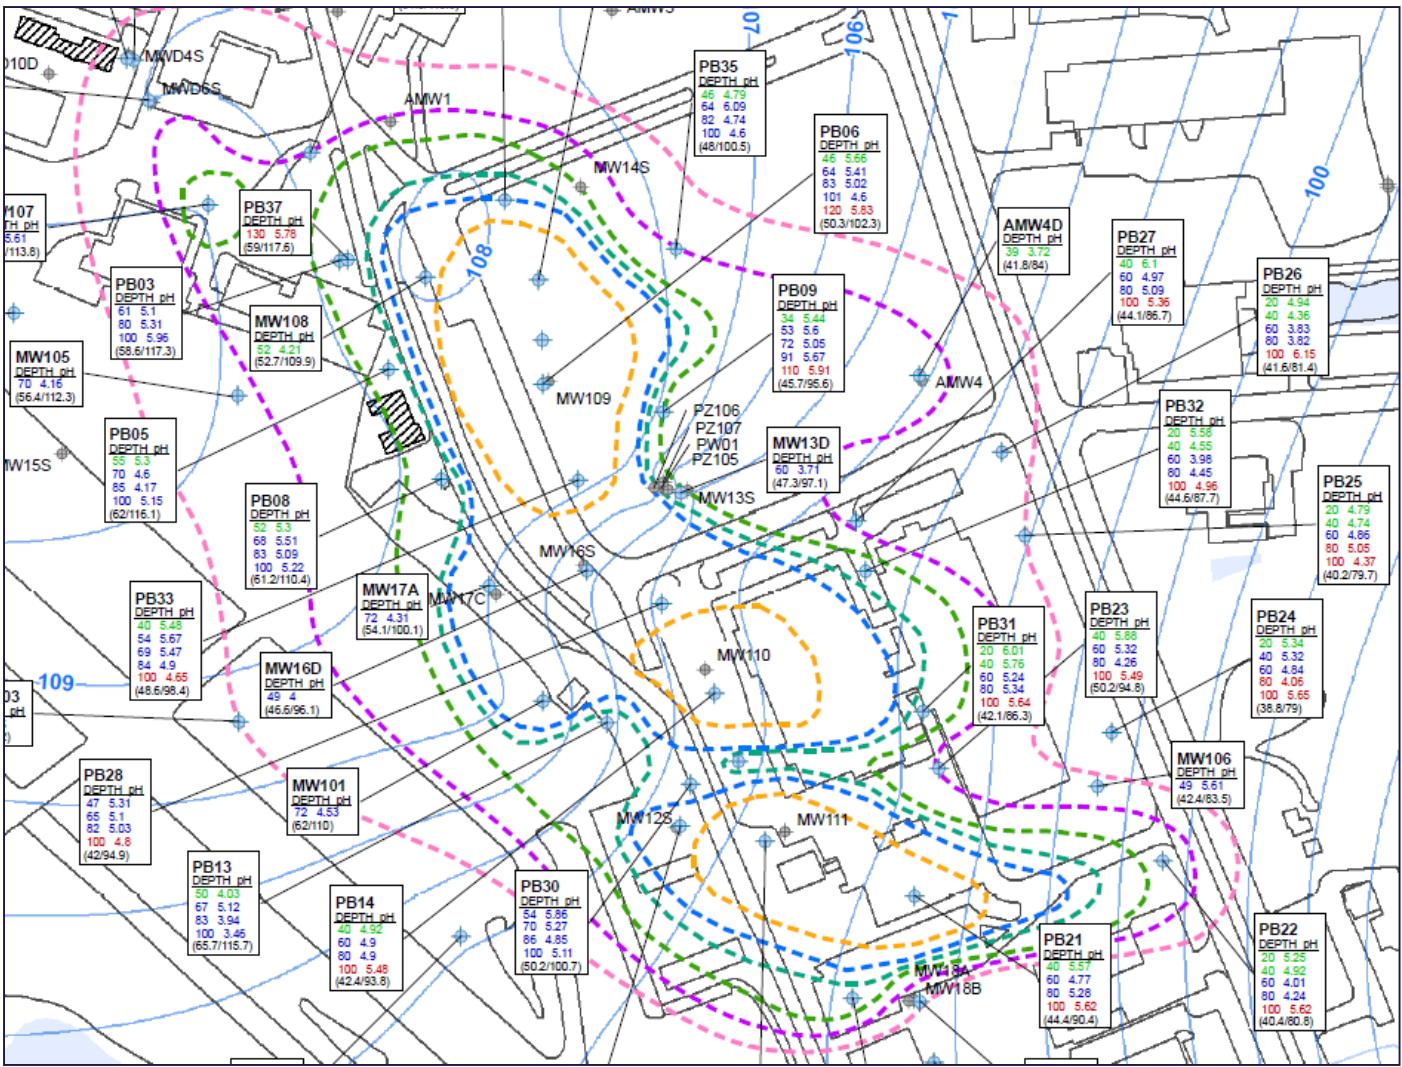 AMW3
07
106
1
MWD4S
D10D
MWD6S
AMW1
PB35
DEPTH pH
46 4.79
64 6.09
82 4.74
100 4.6
(48/100.5)
PB06
DEPTH pH
46 5.66
64 5.41
83 5.02
101 4.6
120 5.83
(50.3/102.3)
MW14S
100
/107
TH pH
5.61
/113.8)
PB37
DEPTH pH
130 5.78
(59/117.6)
108
AMW4D
DEPTH pH
39 3.72
(41.8/84)
PB27
DEPTH pH
40 6.1
60 4.97
80 5.09
100 5.36
(44.1/86.7)
PB26
DEPTH pH
20 4.94
40 4.36
60 3.83
80 3.82
100 6.15
(41.6/81.4)
PB03
DEPTH pH
61 5.1
80 5.31
100 5.96
(58.6/117.3)
PB09
DEPTH pH
34 5.44
53 5.6
72 5.05
91 5.67
110 5.91
(45.7/95.6)
MW108
DEPTH pH
52 4.21
(52.7/109.9)
MW105
DEPTH pH
70 4.16
(56.4/112.3)
AMW4
MW109
PB32
DEPTH pH
20 5.58
40 4.55
60 3.98
80 4.45
100 4.96
(44.6/87.7)
PZ106
PZ107
PW01
PZ105
PB05
DEPTH pH
55 5.3
70 4.6
85 4.17
100 5.15
(62/116.1)
MW13D
DEPTH pH
60 3.71
(47.3/97.1)
MW15S
PB25
DEPTH pH
20 4.79
40 4.74
60 4.86
80 5.05
100 4.37
(40.2/79.7)
PB08
DEPTH pH
52 5.3
68 5.51
83 5.09
100 5.22
(61.2/110.4)
MW13S
MW16S
PB33
DEPTH pH
40 5.48
54 5.67
69 5.47
84 4.9
100 4.65
(48.6/98.4)
MW17A
DEPTH pH
72 4.31
(54.1/100.1)
MW17C
PB31
DEPTH pH
20 6.01
40 5.76
60 5.24
80 5.34
100 5.64
(42.1/86.3)
PB23
DEPTH pH
40 5.88
60 5.32
80 4.26
100 5.49
(50.2/94.8)
PB24
DEPTH pH
20 5.34
40 5.32
60 4.84
80 4.06
100 5.65
(38.8/79)
MW110
MW16D
DEPTH pH
49 4
(46.6/96.1)
109
03
pH
PB28
DEPTH pH
47 5.31
65 5.1
82 5.03
100 4.8
(42/94.9)
MW101
DEPTH pH
72 4.53
(62/110)
MW106
DEPTH pH
49 5.61
(42.4/83.5)
MW12S
MW111
PB13
DEPTH pH
50 4.03
67 5.12
83 3.94
100 3.46
(65.7/115.7)
PB14
DEPTH pH
40 4.92
60 4.9
80 4.9
100 5.48
(42.4/93.8)
PB30
DEPTH pH
54 5.86
70 5.27
86 4.85
100 5.11
(50.2/100.7)
PB21
DEPTH pH
40 5.57
60 4.77
80 5.28
100 5.62
(44.4/90.4)
PB22
DEPTH pH
20 5.25
40 4.92
60 4.01
80 4.24
100 5.62
(40.4/80.8)
MW18A
MW18B